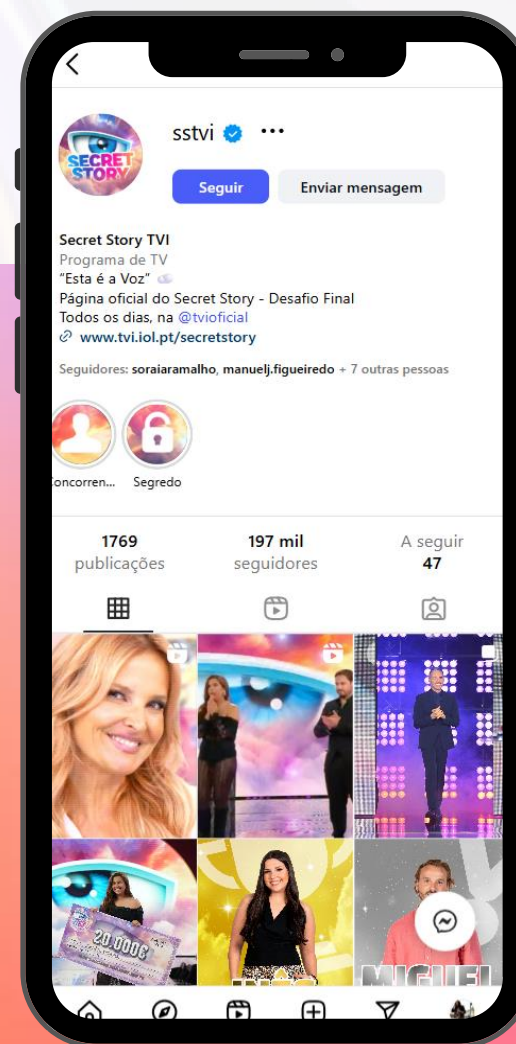 SECRET
STORY
sstvi
Seguir
Enviar mensagem
Secret Story TVI
Programa de TV
“Esta é a Voz”
Página oficial do Secret Story - Desafio Final
Todos os dias, na @tvioficial
www.tvi.iol.pt/secretstory
Seguidores: soraiaramalho, manuelj.figueiredo + 7 outras pessoas
oncorren... Segredo
1769 197 mil A seguir
publicações seguidores 47
20.000€
MIGUEL